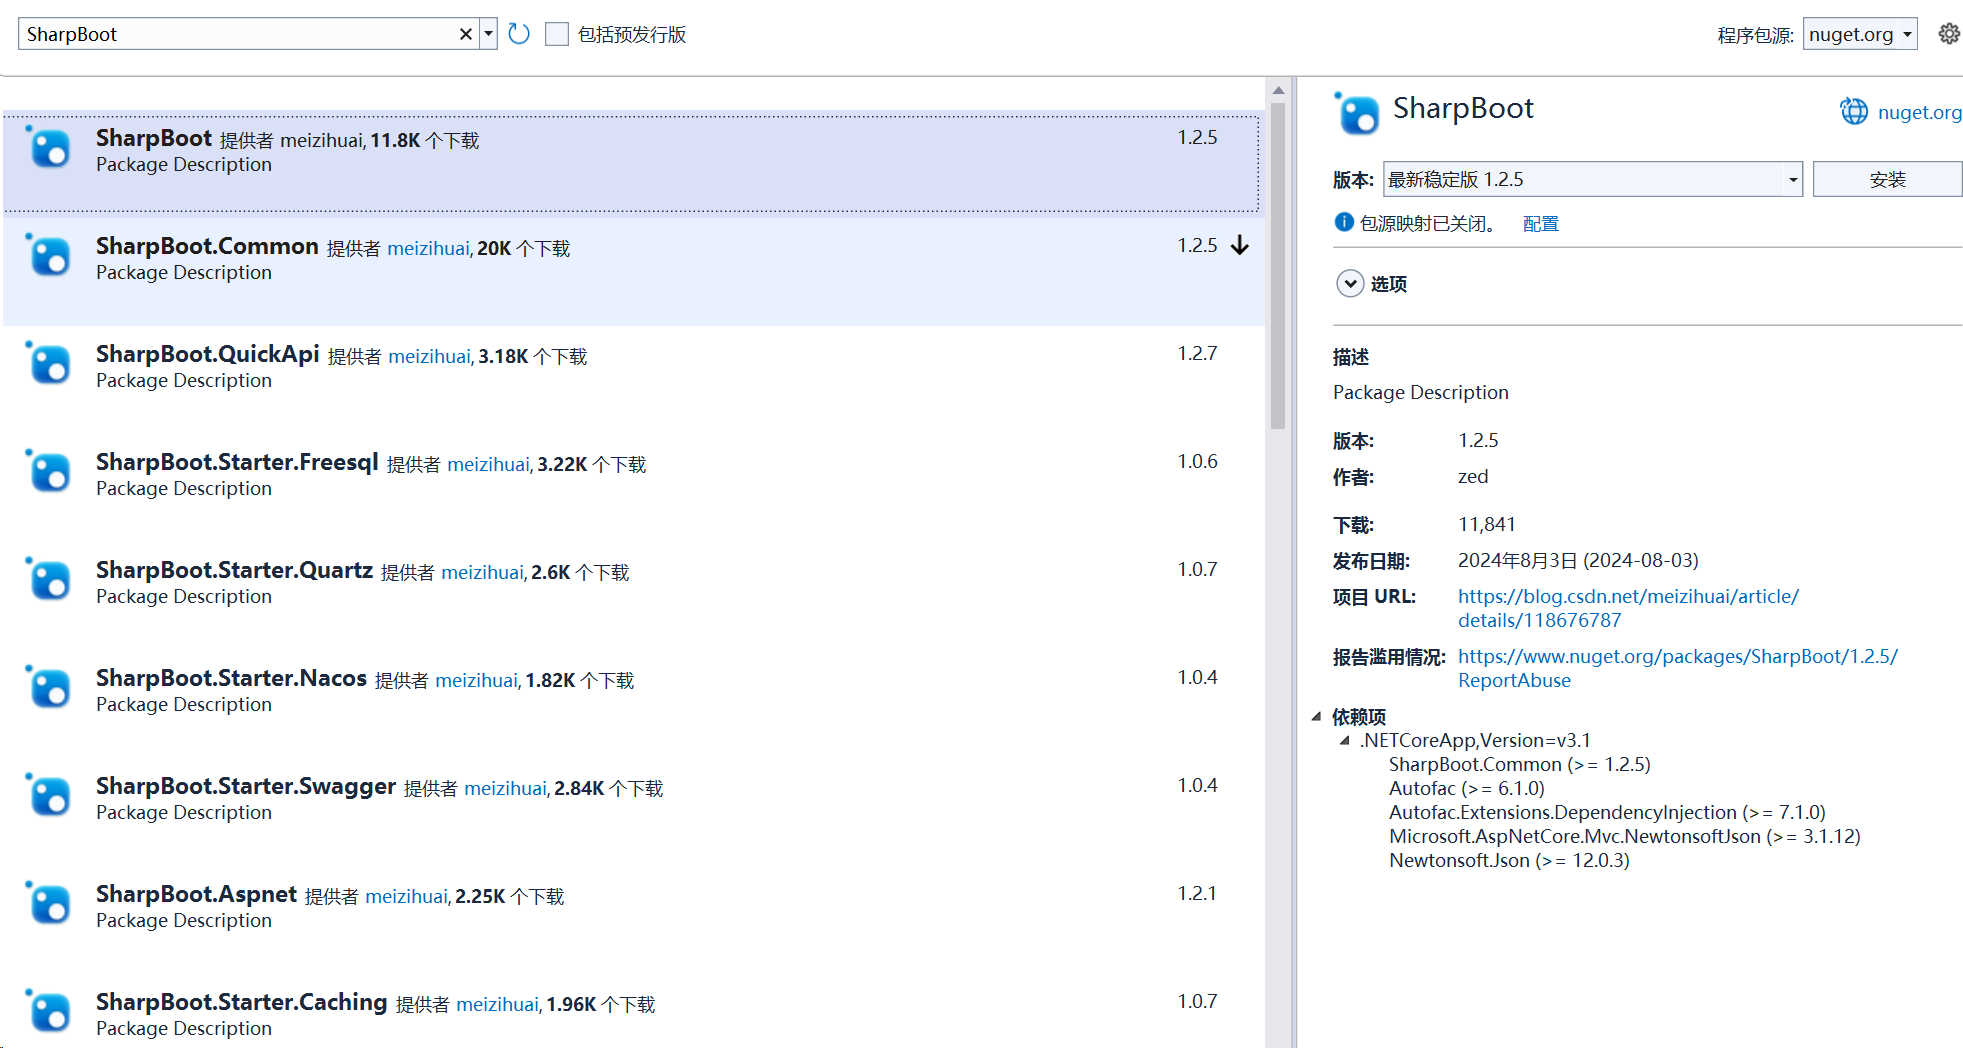 SharpBoot
包括预发行版
程序包源: nuget.org
SharpBoot 提供者 meizihuai, 11.8K 个下载
1.2.5
Package Description
SharpBoot.Common 提供者 meizihuai, 20K 个下载
1.2.5
Package Description
SharpBoot.QuickApi 提供者 meizihuai, 3.18K 个下载
1.2.7
Package Description
SharpBoot.Starter.Freesql 提供者 meizihuai, 3.22K 个下载
1.0.6
Package Description
SharpBoot.Starter.Quartz 提供者 meizihuai, 2.6K 个下载
1.0.7
Package Description
SharpBoot.Starter.Nacos 提供者 meizihuai, 1.82K 个下载
1.0.4
Package Description
SharpBoot.Starter.Swagger 提供者 meizihuai, 2.84K 个下载
1.0.4
Package Description
SharpBoot.Aspnet 提供者 meizihuai, 2.25K 个下载
1.2.1
Package Description
SharpBoot.Starter.Caching 提供者 meizihuai, 1.96K 个下载
1.0.7
Package Description
SharpBoot
nuget.org
版本: 最新稳定版 1.2.5
安装
包源映射已关闭。 配置
选项
描述
Package Description
版本: 1.2.5
作者: zed
下载: 11,841
发布日期: 2024年8月3日 (2024-08-03)
项目 URL: https://blog.csdn.net/meizihuai/article/
details/118676787
报告滥用情况: https://www.nuget.org/packages/SharpBoot/1.2.5/
ReportAbuse
依赖项
.NETCoreApp,Version=v3.1
SharpBoot.Common (>= 1.2.5)
Autofac (>= 6.1.0)
Autofac.Extensions.DependencyInjection (>= 7.1.0)
Microsoft.AspNetCore.Mvc.NewtonsoftJson (>= 3.1.12)
Newtonsoft.Json (>= 12.0.3)